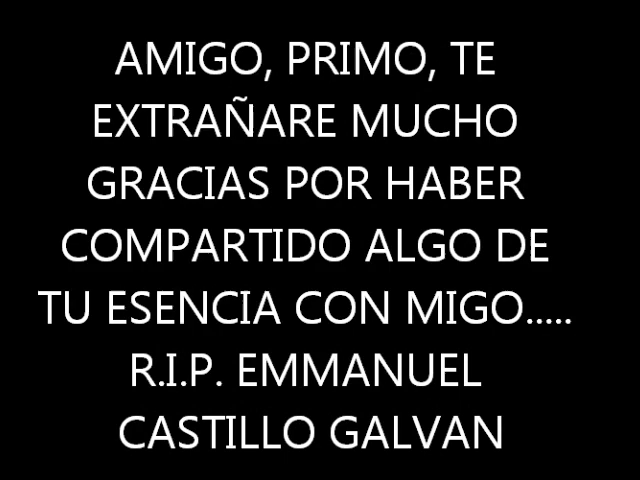 AMIGO, PRIMO, TE
EXTRAÑARE MUCHO
GRACIAS POR HABER
COMPARTIDO ALGO DE
TU ESENCIA CON MIGO.....
R.I.P. EMMANUEL
CASTILLO GALVAN